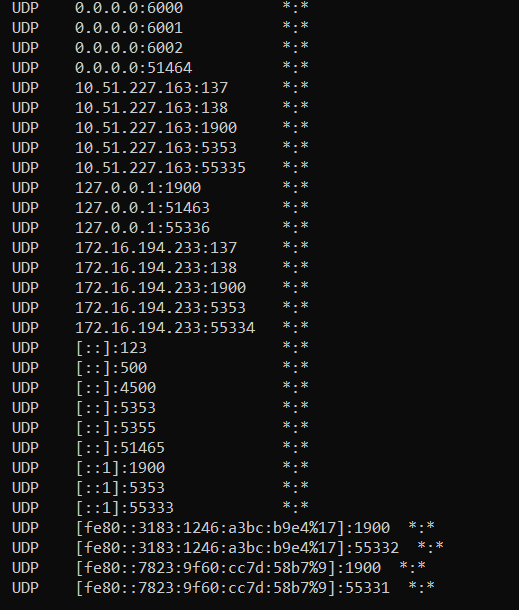 UDP    0.0.0.0:6000           *:*
UDP    0.0.0.0:6001           *:*
UDP    0.0.0.0:6002           *:*
UDP    0.0.0.0:51464          *:*
UDP    10.51.227.163:137      *:*
UDP    10.51.227.163:138      *:*
UDP    10.51.227.163:1900     *:*
UDP    10.51.227.163:5353     *:*
UDP    10.51.227.163:55335    *:*
UDP    127.0.0.1:1900         *:*
UDP    127.0.0.1:51463        *:*
UDP    127.0.0.1:55336        *:*
UDP    172.16.194.233:137     *:*
UDP    172.16.194.233:138     *:*
UDP    172.16.194.233:1900    *:*
UDP    172.16.194.233:5353    *:*
UDP    172.16.194.233:55334   *:*
UDP    [::]:123               *:*
UDP    [::]:500               *:*
UDP    [::]:4500              *:*
UDP    [::]:5353              *:*
UDP    [::]:5355              *:*
UDP    [::]:51465             *:*
UDP    [::1]:1900             *:*
UDP    [::1]:5353             *:*
UDP    [::1]:55333            *:*
UDP    [fe80::3183:1246:a3bc:b9e4%17]:1900  *:*
UDP    [fe80::3183:1246:a3bc:b9e4%17]:55332  *:*
UDP    [fe80::7823:9f60:cc7d:58b7%9]:1900  *:*
UDP    [fe80::7823:9f60:cc7d:58b7%9]:55331  *:*